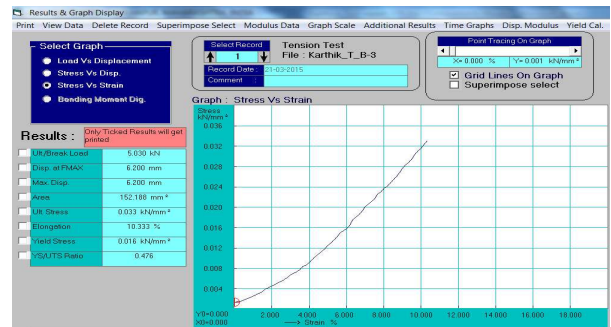 Results & Graph Display
Print View Data Delete Record Superimpose Select Modulus Data Graph Scale Additional Results Time Graphs Disp. Modulus Yield Cal.
Select Graph
Load Vs Displacement
Stress Vs Disp.
Stress Vs Strain
Bending Moment Dig.
Select Record
1
Tension Test
File : Karthik_T_B-3
Record Date : 21-03-2015
Comment :
Point Tracing On Graph
X= 0.000 % Y= 0.001 kN/mm²
Grid Lines On Graph
Superimpose select
Results :
Only Ticked Results will get printed
Ult/Break Load 5.030 kN
Disp. at FMAX 6.200 mm
Max. Disp. 6.200 mm
Area 152.188 mm²
Ult. Stress 0.033 kN/mm²
Elongation 10.333 %
Yield Stress 0.016 kN/mm²
YS/UTS Ratio 0.476
Graph : Stress Vs Strain
Stress
kN/mm²
0.036
0.032
0.028
0.024
0.020
0.016
0.012
0.008
0.004
Y0=0.000
X0=0.000
2.000 4.000 6.000 8.000 10.000 12.000 14.000 16.000 18.000
Strain %